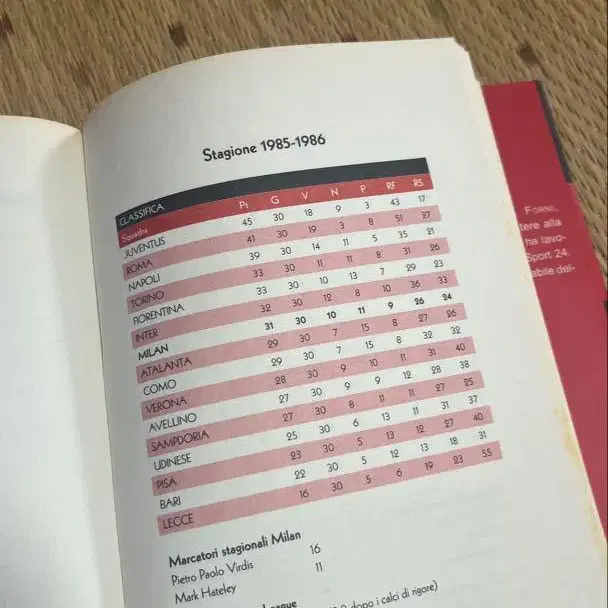 Stagione 1985-1986
CLASSIFICA
Squadra Pt G V N P RF RS
JUVENTUS 45 30 18 9 3 43 17
ROMA 41 30 19 3 8 51 27
NAPOLI 39 30 14 11 5 35 21
TORINO 33 30 11 11 8 31 26
FIORENTINA 33 30 10 13 7 29 23
INTER 32 30 12 8 10 36 33
MILAN 31 30 10 11 9 26 24
ATALANTA 29 30 7 15 8 27 26
COMO 29 30 7 15 8 32 32
VERONA 28 30 9 10 11 31 40
AVELLINO 27 30 9 9 12 28 38
SAMPDORIA 27 30 8 11 11 27 25
UDINESE 25 30 6 13 11 31 37
PISA 23 30 5 13 12 27 40
BARI 22 30 5 12 13 18 31
LECCE 16 30 5 6 19 23 55
Marcatori stagionali Milan
Pietro Paolo Virdis 16
Mark Hateley 11
dopo i calci di rigore)
FORNI,
tere alla
ha lavo-
Sport 24.
abile del-